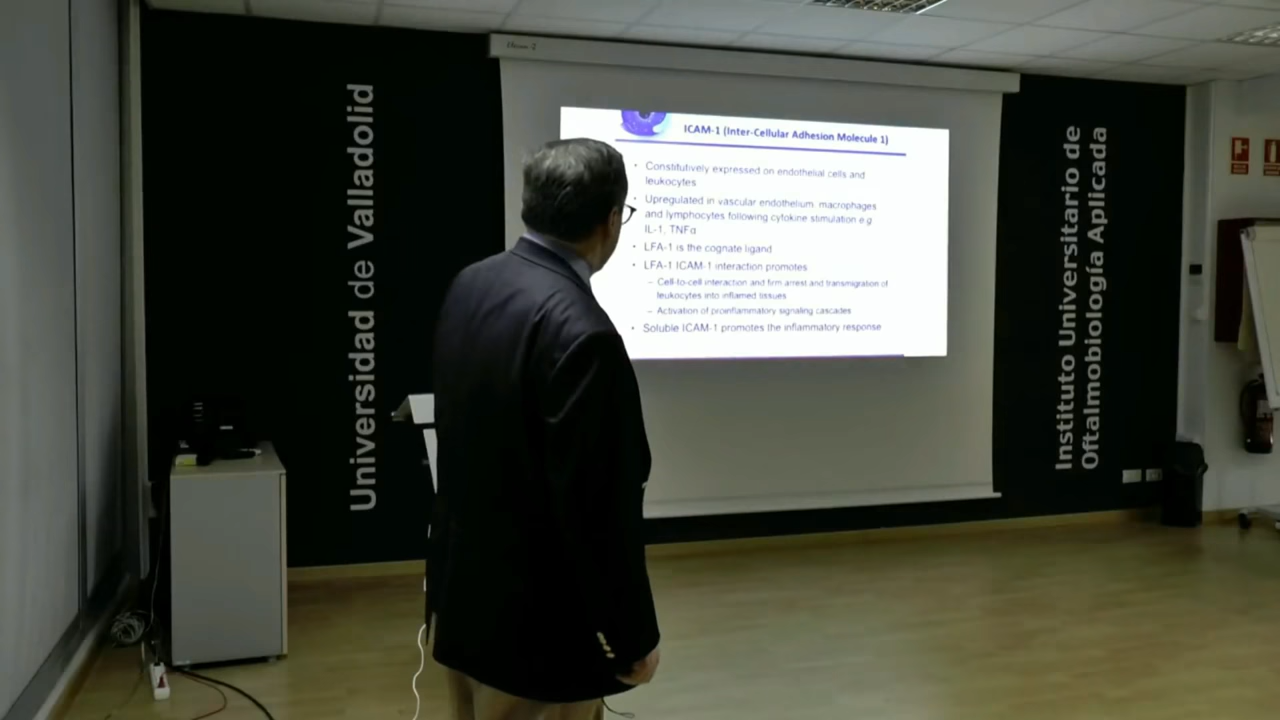 Universidad de Valladolid
ICAM-1 (Inter-Cellular Adhesion Molecule 1)
• Constitutively expressed on endothelial cells and
leukocytes
• Upregulated in vascular endothelium, macrophages
and lymphocytes following cytokine stimulation e.g.
IL-1, TNFα
• LFA-1 is the cognate ligand
• LFA-1 ICAM-1 interaction promotes
– Cell-to-cell interaction and firm arrest and transmigration of
leukocytes into inflamed tissues
– Activation of proinflammatory signaling cascades
• Soluble ICAM-1 promotes the inflammatory response
Instituto Universitario de
Oftalmobiología Aplicada